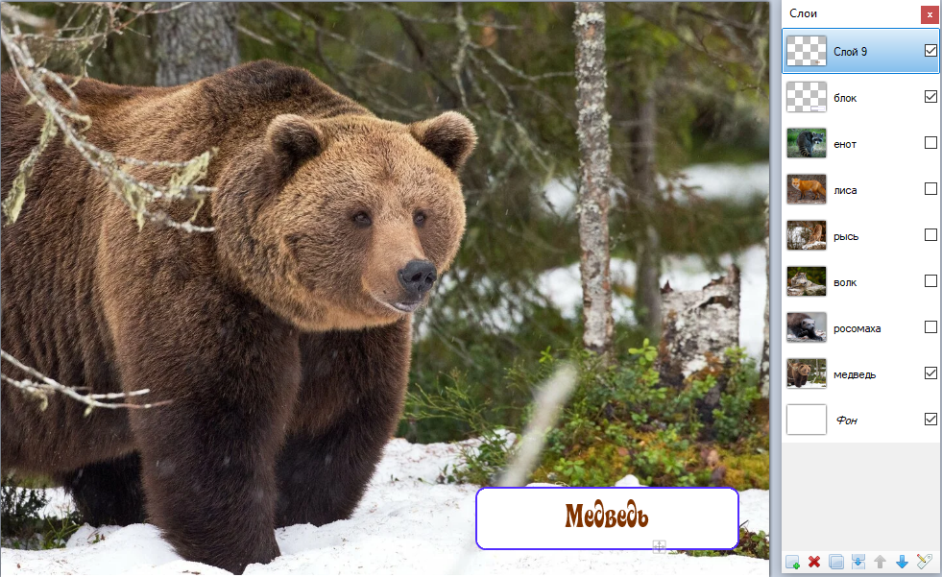 Слои
Слой 9
блок
енот
лиса
рысь
волк
росомаха
медведь
Фон
Медведь